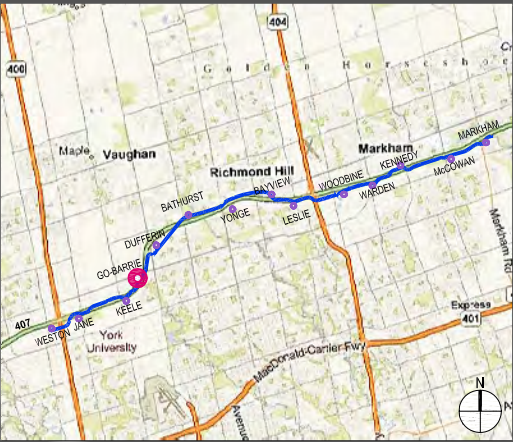 404
400
Golden Horseshoe
MARKHAM
Maple
Vaughan
Markham
KENNEDY
McCOWAN
Richmond Hill
BAYVIEW
WOODBINE
WARDEN
BATHURST
YONGE
LESLIE
DUFFERIN
GO-BARRIE
Markham Rd
KEELE
Express
401
407
WESTON
JANE
York
University
MacDonald-Cartier Fwy
Avenue
N